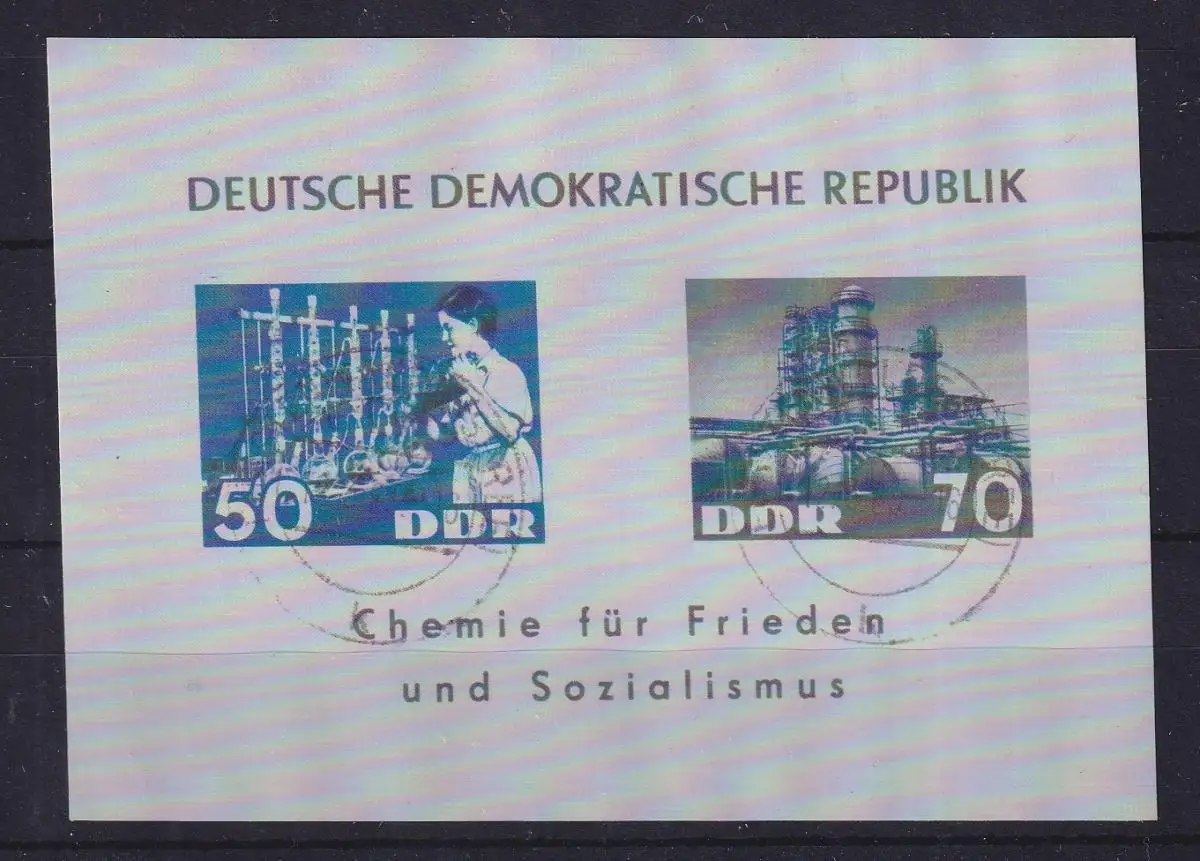 DEUTSCHE DEMOKRATISCHE REPUBLIK
50 DDR
DDR 70
Chemie für Frieden
und Sozialismus